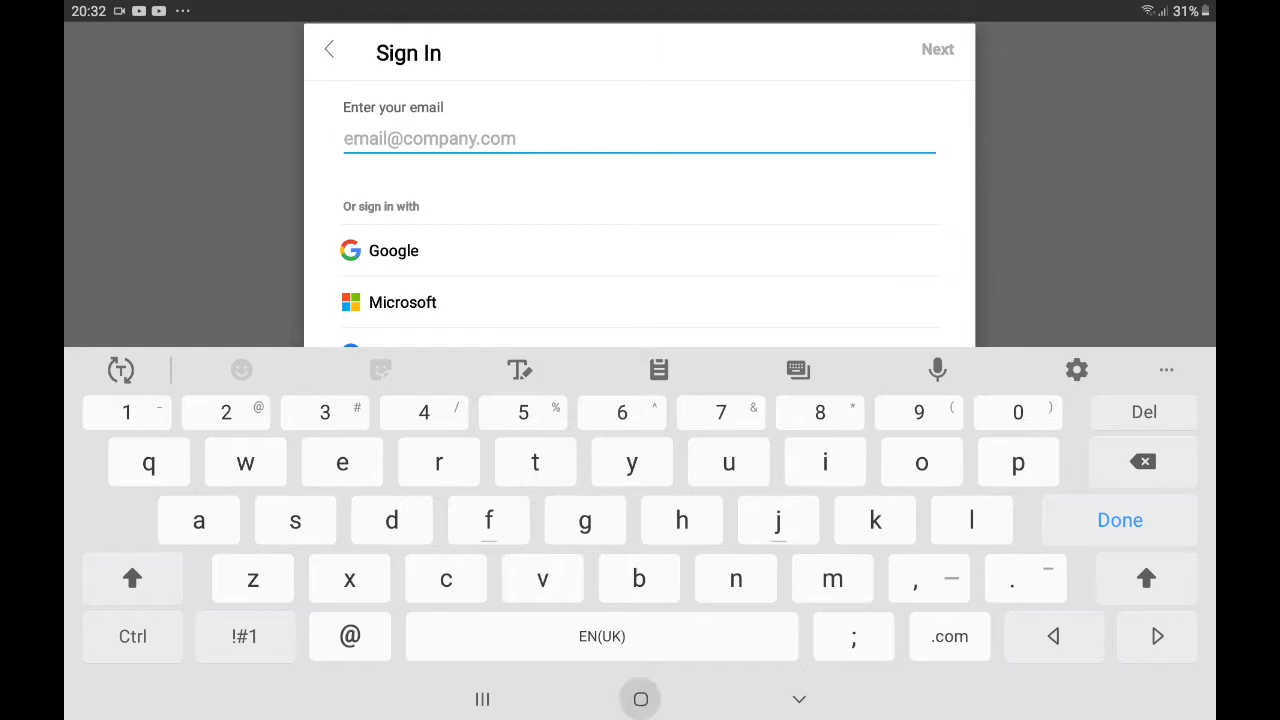 20:32 31%
Sign In Next
Enter your email
email@company.com
Or sign in with
Google
Microsoft
1 - 2 @ 3 # 4 / 5 % 6 ^ 7 & 8 * 9 ( 0 ) Del
q w e r t y u i o p
a s d f g h j k l Done
z x c v b n m , .
Ctrl !#1 @ EN(UK) ; .com